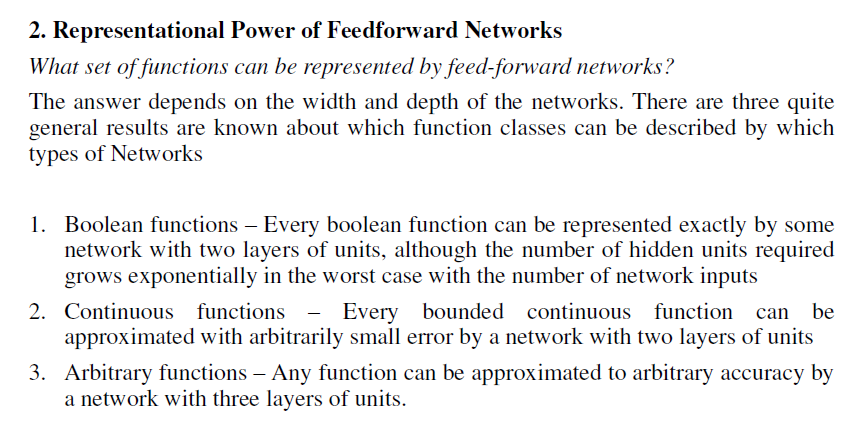 2. Representational Power of Feedforward Networks
What set of functions can be represented by feed-forward networks?
The answer depends on the width and depth of the networks. There are three quite
general results are known about which function classes can be described by which
types of Networks
1. Boolean functions – Every boolean function can be represented exactly by some
network with two layers of units, although the number of hidden units required
grows exponentially in the worst case with the number of network inputs
2. Continuous functions – Every bounded continuous function can be
approximated with arbitrarily small error by a network with two layers of units
3. Arbitrary functions – Any function can be approximated to arbitrary accuracy by
a network with three layers of units.